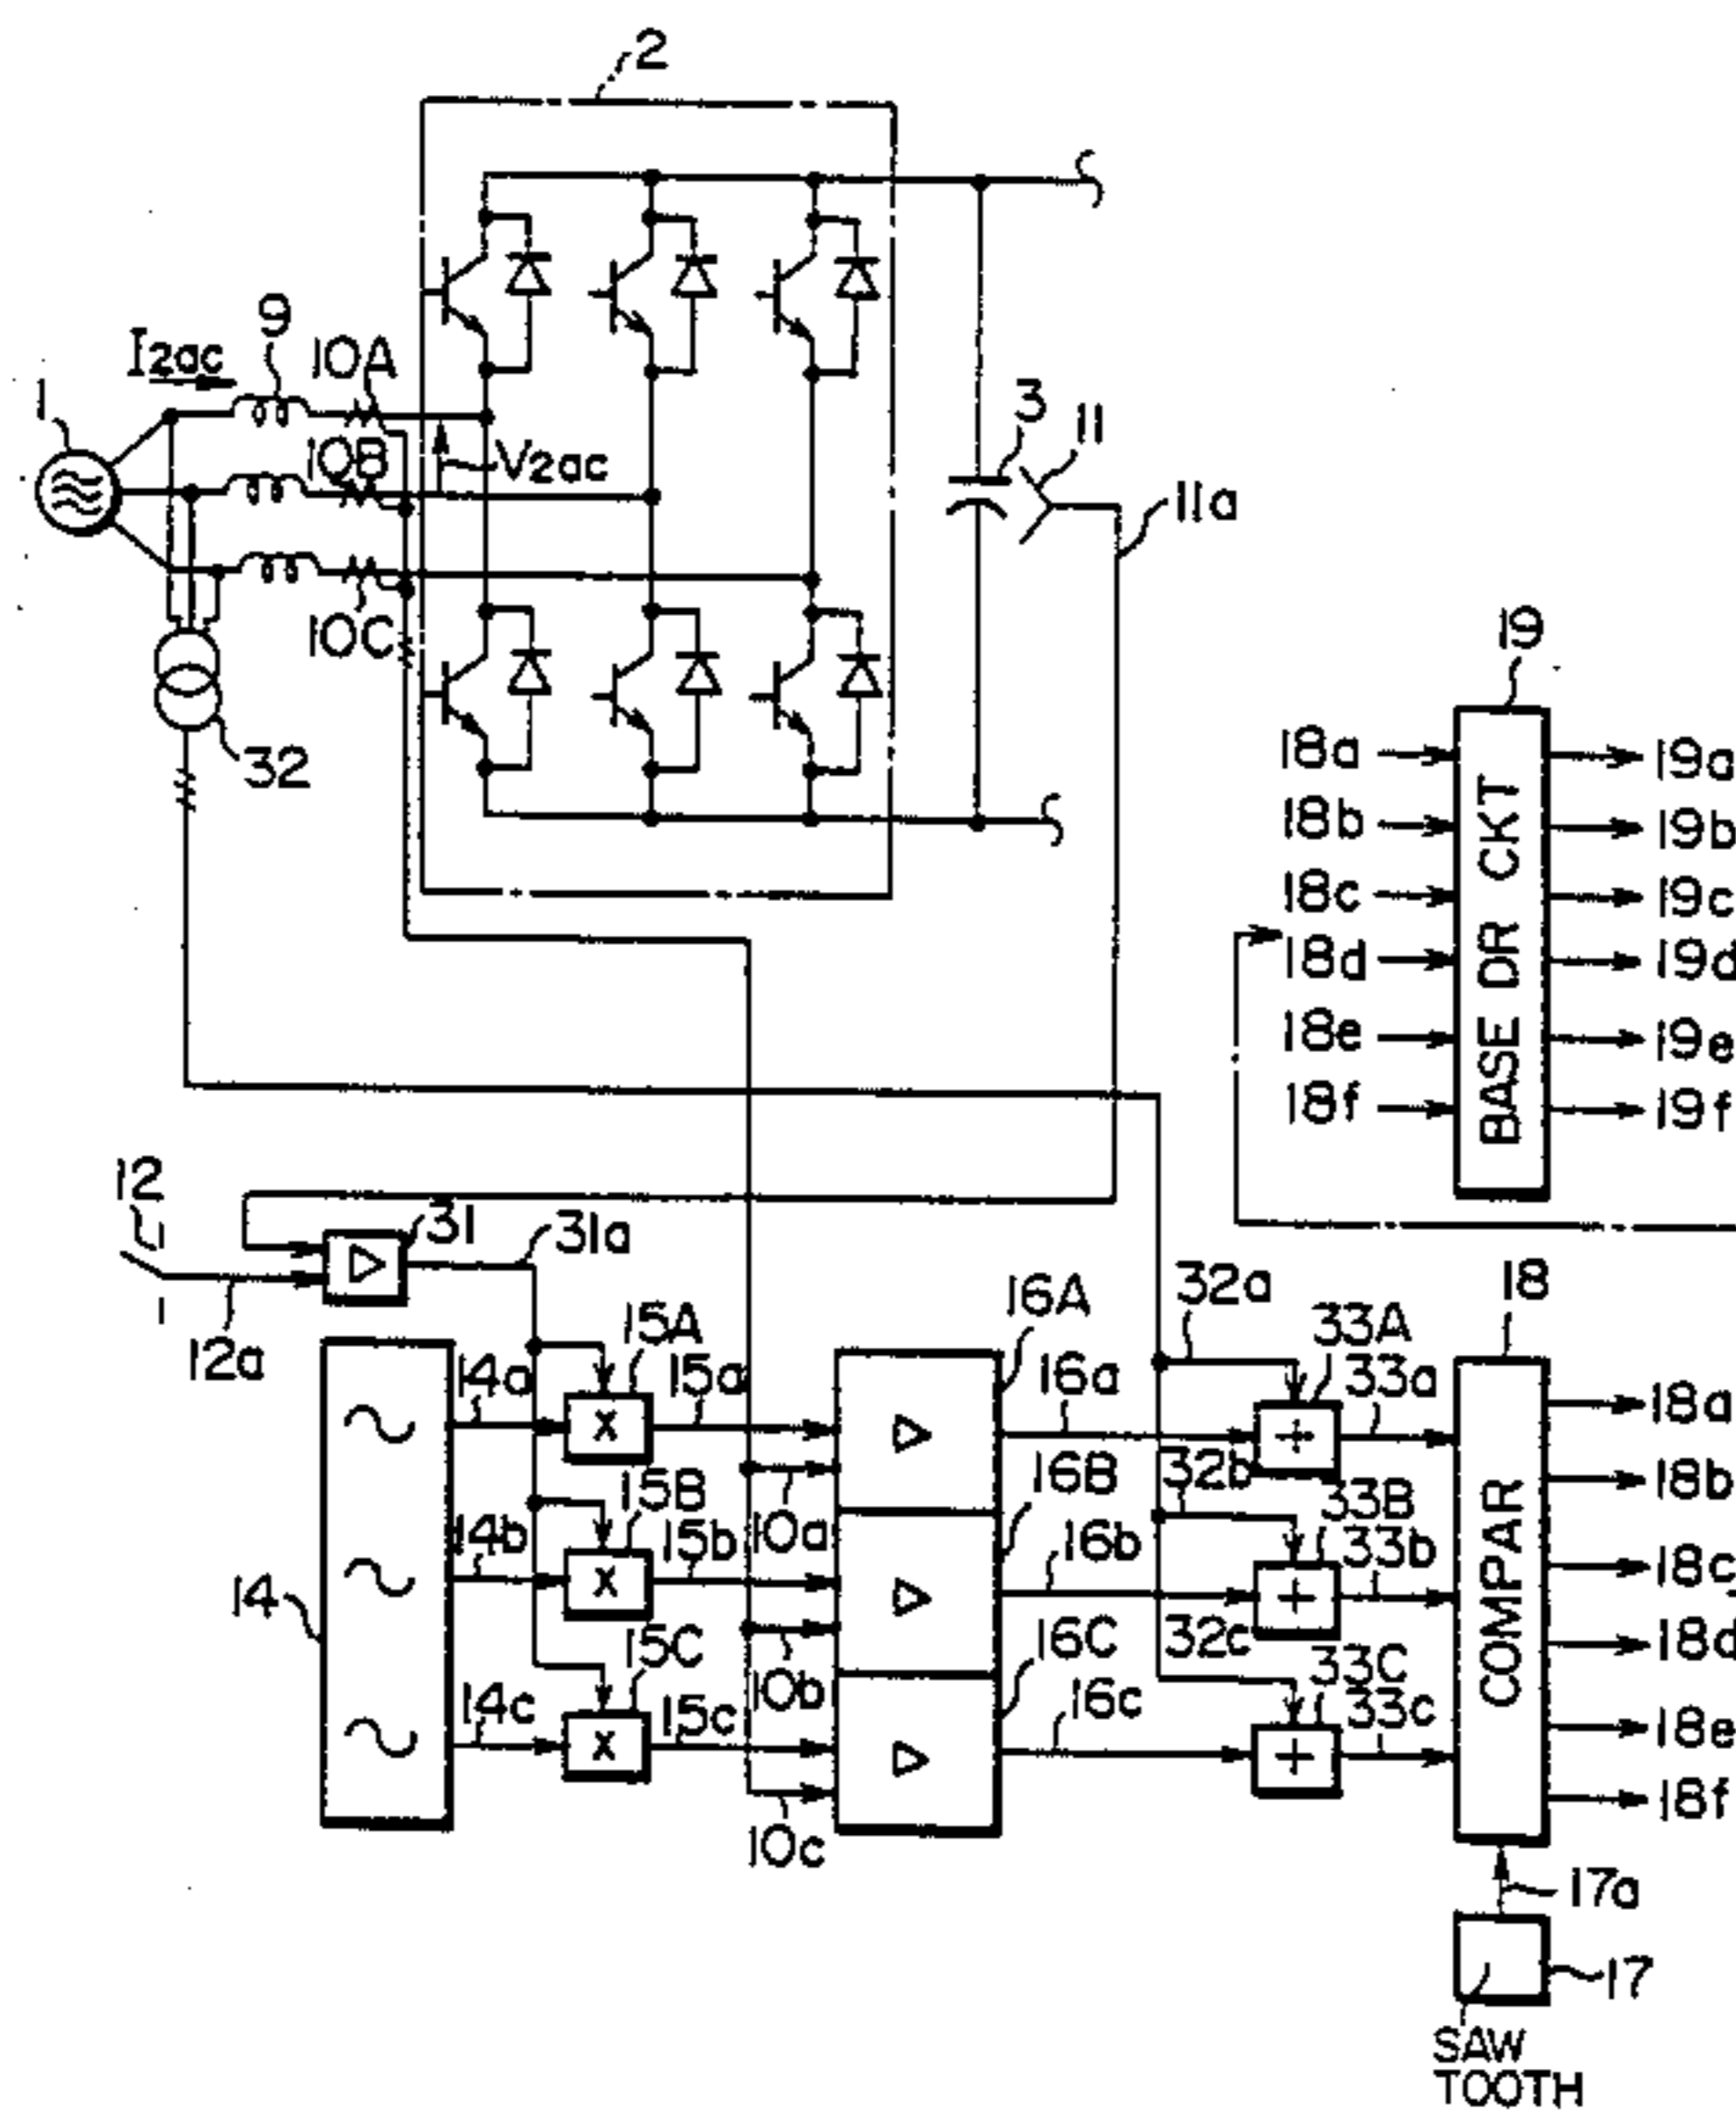 2
I2ac
9
10A
1
10B
V2ac
3
11
11a
10C
32
19
18a
19a
18b
19b
18c
19c
18d
19d
18e
19e
18f
19f
BASE DR CKT
12
31
31a
12a
14
14a
15A
15a
X
14b
15B
15b
X
14c
15C
15c
X
10a
10b
10c
16A
16a
16B
16b
16C
16c
32a
33A
33a
+
32b
33B
33b
+
32c
33C
33c
+
18
COMPAR
18a
18b
18c
18d
18e
18f
17a
17
SAW
TOOTH